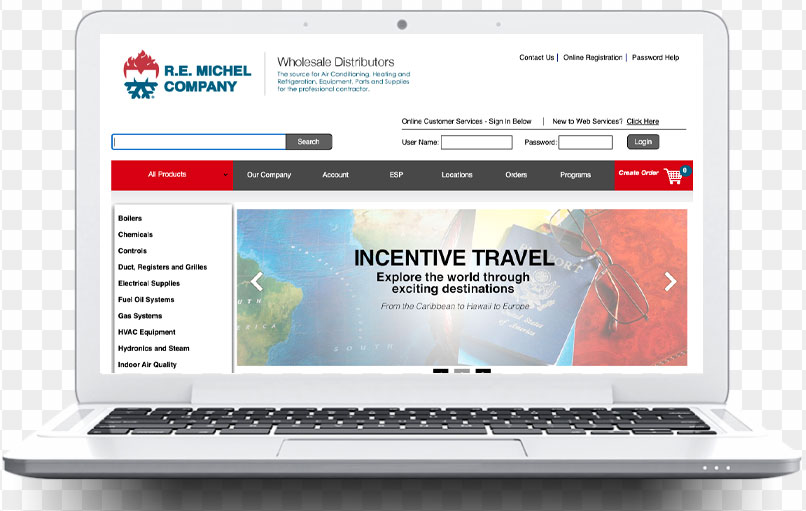 R.E. MICHEL
COMPANY
Wholesale Distributors
The source for Air Conditioning, Heating and
Refrigeration, Equipment, Parts and Supplies
for the professional contractor.
Contact Us | Online Registration | Password Help
Online Customer Services - Sign In Below | New to Web Services? Click Here
Search
User Name:
Password:
Login
All Products
Our Company
Account
ESP
Locations
Orders
Programs
Create Order
0
Boilers
Chemicals
Controls
Duct, Registers and Grilles
Electrical Supplies
Fuel Oil Systems
Gas Systems
HVAC Equipment
Hydronics and Steam
Indoor Air Quality
INCENTIVE TRAVEL
Explore the world through
exciting destinations
From the Caribbean to Hawaii to Europe
SOUTH